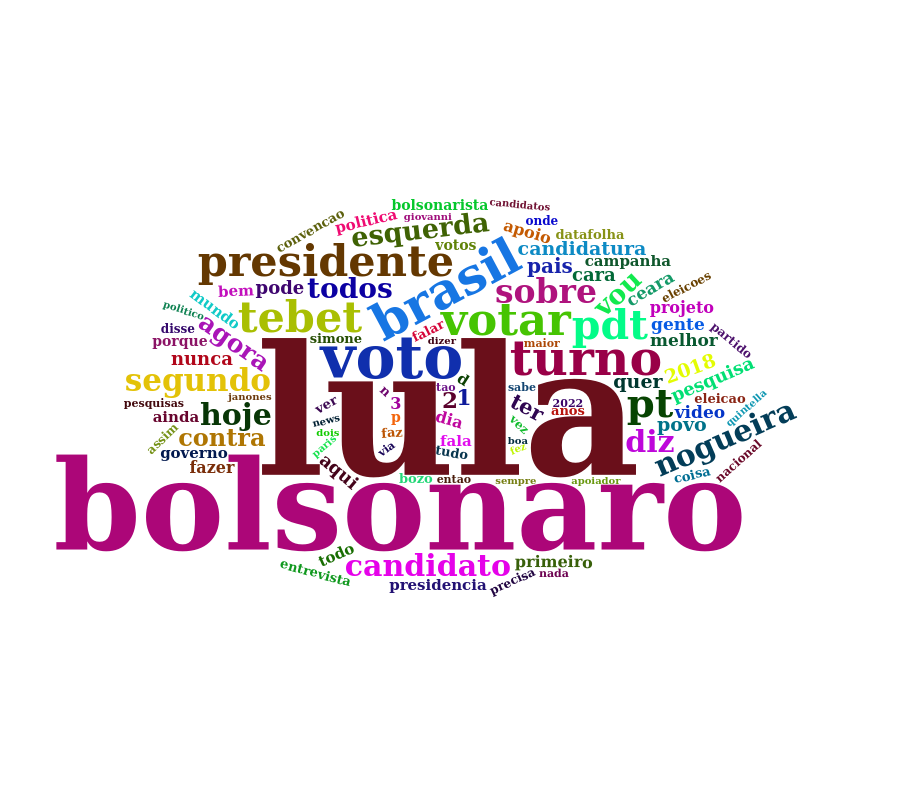 bolsonarista
candidatos
giovanni
politica
convencao
esquerda
onde
apoio
datafolha
votos
candidatura
presidente
brasil
pais
campanha
cara
bem
pode
todos
sobre
vou
ceara
eleicoes
mundo
politico
tebet
votar
pdt
projeto
gente
falar
disse
agora
simone
dizer
maior
melhor
partido
porque
nunca
voto
turno
2018
segundo
lula
quer
pesquisa
tao
d
sabe
n
janones
pesquisas
ver
3
2
1
ter
2022
anos
pt
eleicao
video
quintella
ainda
hoje
news
p
dia
vez
povo
nogueira
assim
contra
dois
faz
fala
boa
diz
governo
paris
via
tudo
fez
fazer
aqui
coisa
nacional
bozo
entao
sempre
apoiador
bolsonaro
todo
candidato
primeiro
entrevista
presidencia
precisa
nada